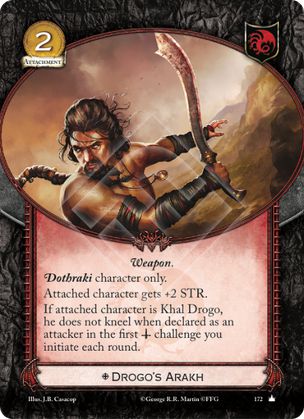 2
Attachment
Weapon.
Dothraki character only.
Attached character gets +2 STR.
If attached character is Khal Drogo,
he does not kneel when declared as an
attacker in the first challenge you
initiate each round.
Drogo's Arakh
Illus. J.B. Casacop ©George R.R. Martin ©FFG 172